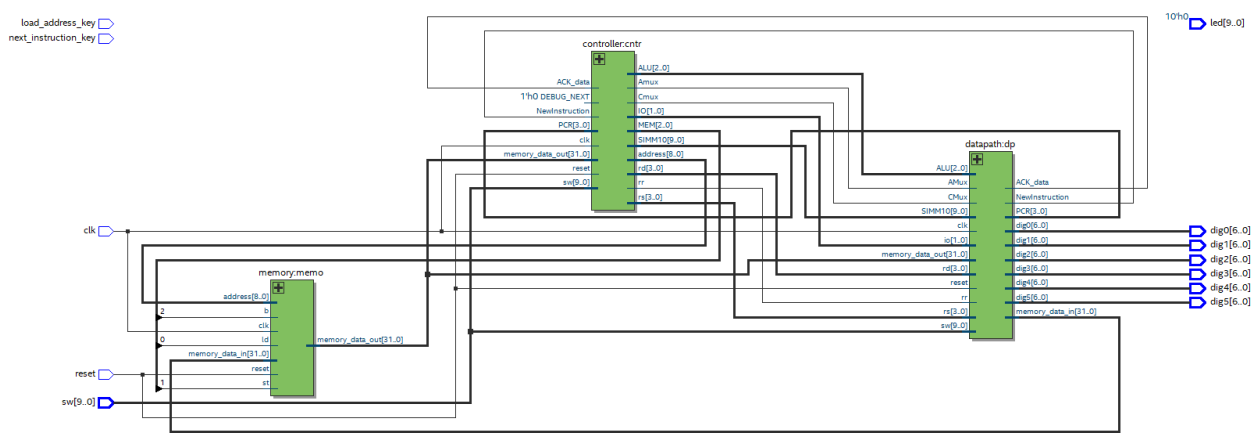 load_address_key
next_instruction_key
10'h0
led[9..0]
controller:cntr
ACK_data
1'h0 DEBUG_NEXT
NewInstruction
PCR[3..0]
clk
memory_data_out[31..0]
reset
sw[9..0]
ALU[2..0]
Amux
Cmux
IO[1..0]
MEM[2..0]
SIMM10[9..0]
address[8..0]
rd[3..0]
rr
rs[3..0]
datapath:dp
ALU[2..0]
AMux
CMux
SIMM10[9..0]
clk
io[1..0]
memory_data_out[31..0]
rd[3..0]
reset
rr
rs[3..0]
sw[9..0]
ACK_data
NewInstruction
PCR[3..0]
dig0[6..0]
dig1[6..0]
dig2[6..0]
dig3[6..0]
dig4[6..0]
dig5[6..0]
memory_data_in[31..0]
dig0[6..0]
dig1[6..0]
dig2[6..0]
dig3[6..0]
dig4[6..0]
dig5[6..0]
clk
memory:memo
address[8..0]
2
b
clk
0
ld
memory_data_in[31..0]
reset
1
st
memory_data_out[31..0]
reset
sw[9..0]